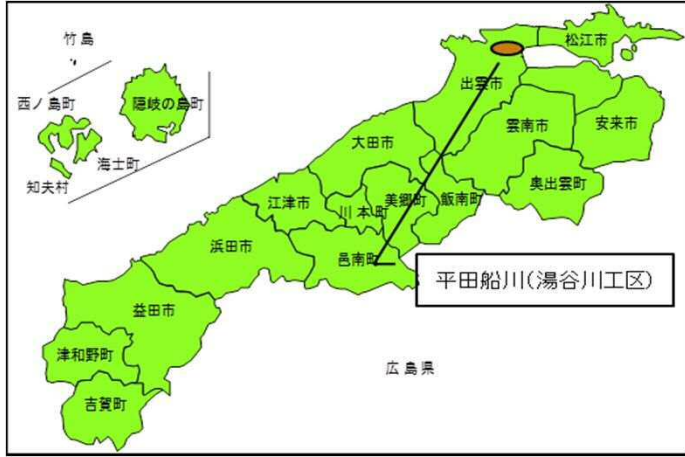 竹島
松江市
西ノ島町
隠岐の島町
出雲市
安来市
雲南市
大田市
海士町
知夫村
奥出雲町
美郷町
飯南町
江津市
川本町
浜田市
邑南町
平田船川(湯谷川工区)
益田市
津和野町
広島県
吉賀町